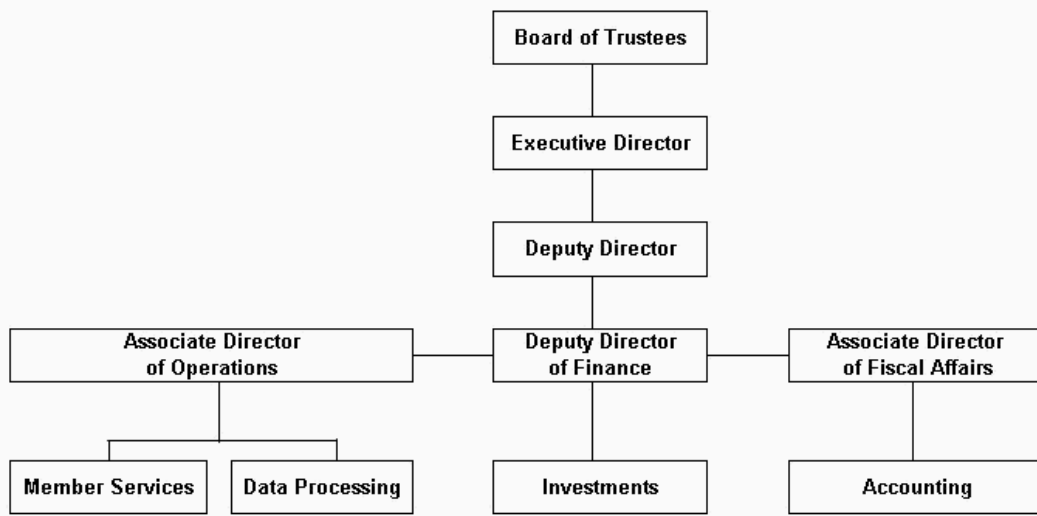 Board of Trustees
Executive Director
Deputy Director
Associate Director
of Operations
Deputy Director
of Finance
Associate Director
of Fiscal Affairs
Member Services
Data Processing
Investments
Accounting